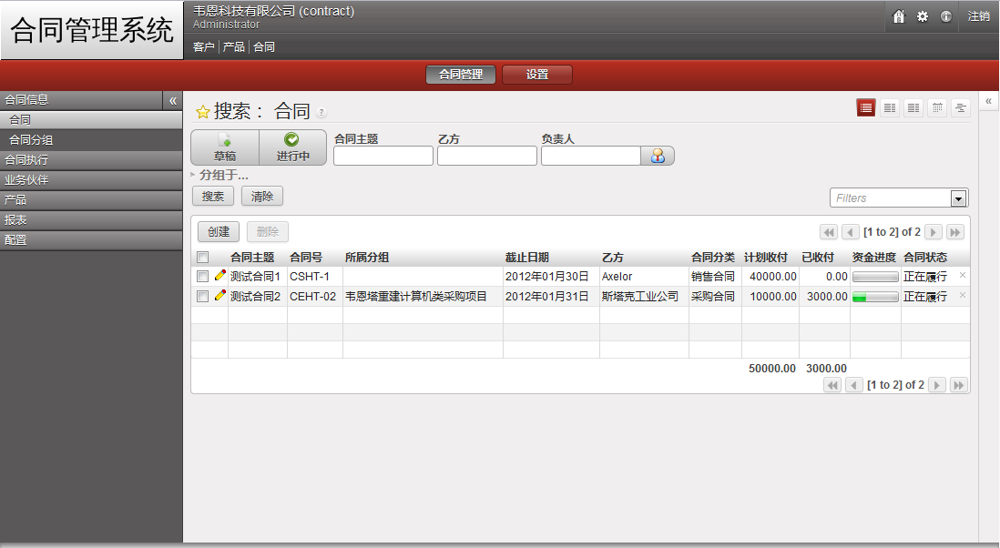 合同管理系统
韦恩科技有限公司 (contract)
Administrator
客户 产品 合同
注销
合同管理 设置
合同信息 «
合同
合同分组
合同执行
业务伙伴
产品
报表
配置
搜索： 合同 ?
«
草稿 进行中
合同主题 乙方 负责人
分组于...
搜索 清除
Filters
创建 删除
[1 to 2] of 2
合同主题 合同号 所属分组 截止日期 乙方 合同分类 计划收付 已收付 资金进度 合同状态
测试合同1 CSHT-1 2012年01月30日 Axelor 销售合同 40000.00 0.00 正在履行
测试合同2 CEHT-02 韦恩塔重建计算机类采购项目 2012年01月31日 斯塔克工业公司 采购合同 10000.00 3000.00 正在履行
50000.00 3000.00
[1 to 2] of 2